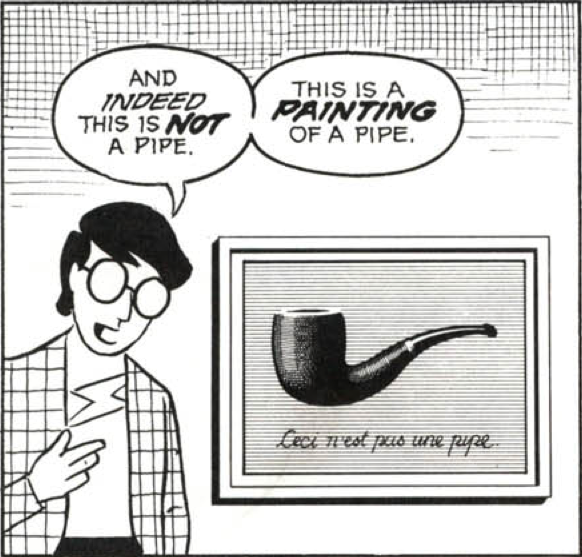 AND
INDEED
THIS IS NOT
A PIPE.
THIS IS A
PAINTING
OF A PIPE.
Ceci n'est pas une pipe.